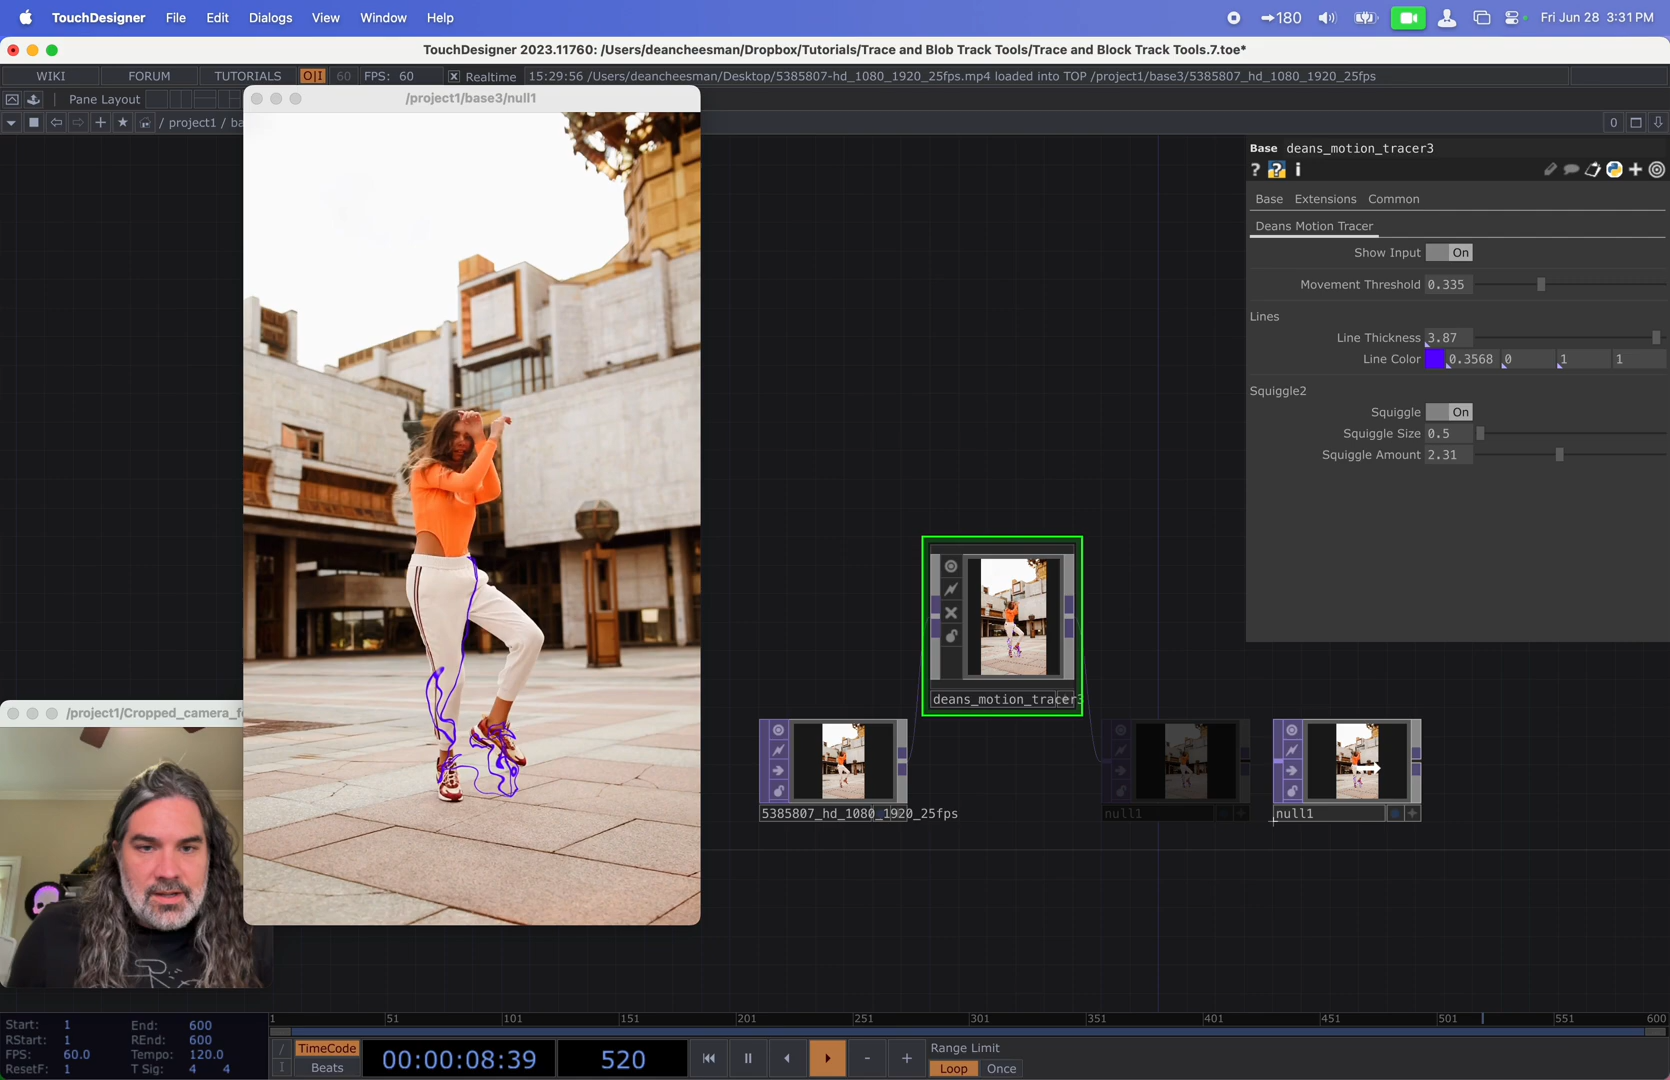 TouchDesigner File Edit Dialogs View Window Help
→180 Fri Jun 28 3:31 PM
TouchDesigner 2023.11760: /Users/deancheesman/Dropbox/Tutorials/Trace and Blob Track Tools/Trace and Block Track Tools.7.toe*
WIKI FORUM TUTORIALS O|I 60 FPS: 60 X Realtime 15:29:56 /Users/deancheesman/Desktop/5385807-hd_1080_1920_25fps.mp4 loaded into TOP /project1/base3/5385807_hd_1080_1920_25fps
Pane Layout
/project1/base3/null1
/ project1 / ba
0
Base deans_motion_tracer3
? ? i
Base Extensions Common
Deans Motion Tracer
Show Input On
Movement Threshold 0.335
Lines
Line Thickness 3.87
Line Color 0.3568 0 1 1
Squiggle2
Squiggle On
Squiggle Size 0.5
Squiggle Amount 2.31
deans_motion_tracer3
/project1/Cropped_camera_f
5385807_hd_1080_1920_25fps
null1
null1
1 51 101 151 201 251 301 351 401 451 501 551 600
Start: 1 End: 600
RStart: 1 REnd: 600
FPS: 60.0 Tempo: 120.0
ResetF: 1 T Sig: 4 4
TimeCode
Beats
00:00:08:39
520
- +
Range Limit
Loop Once